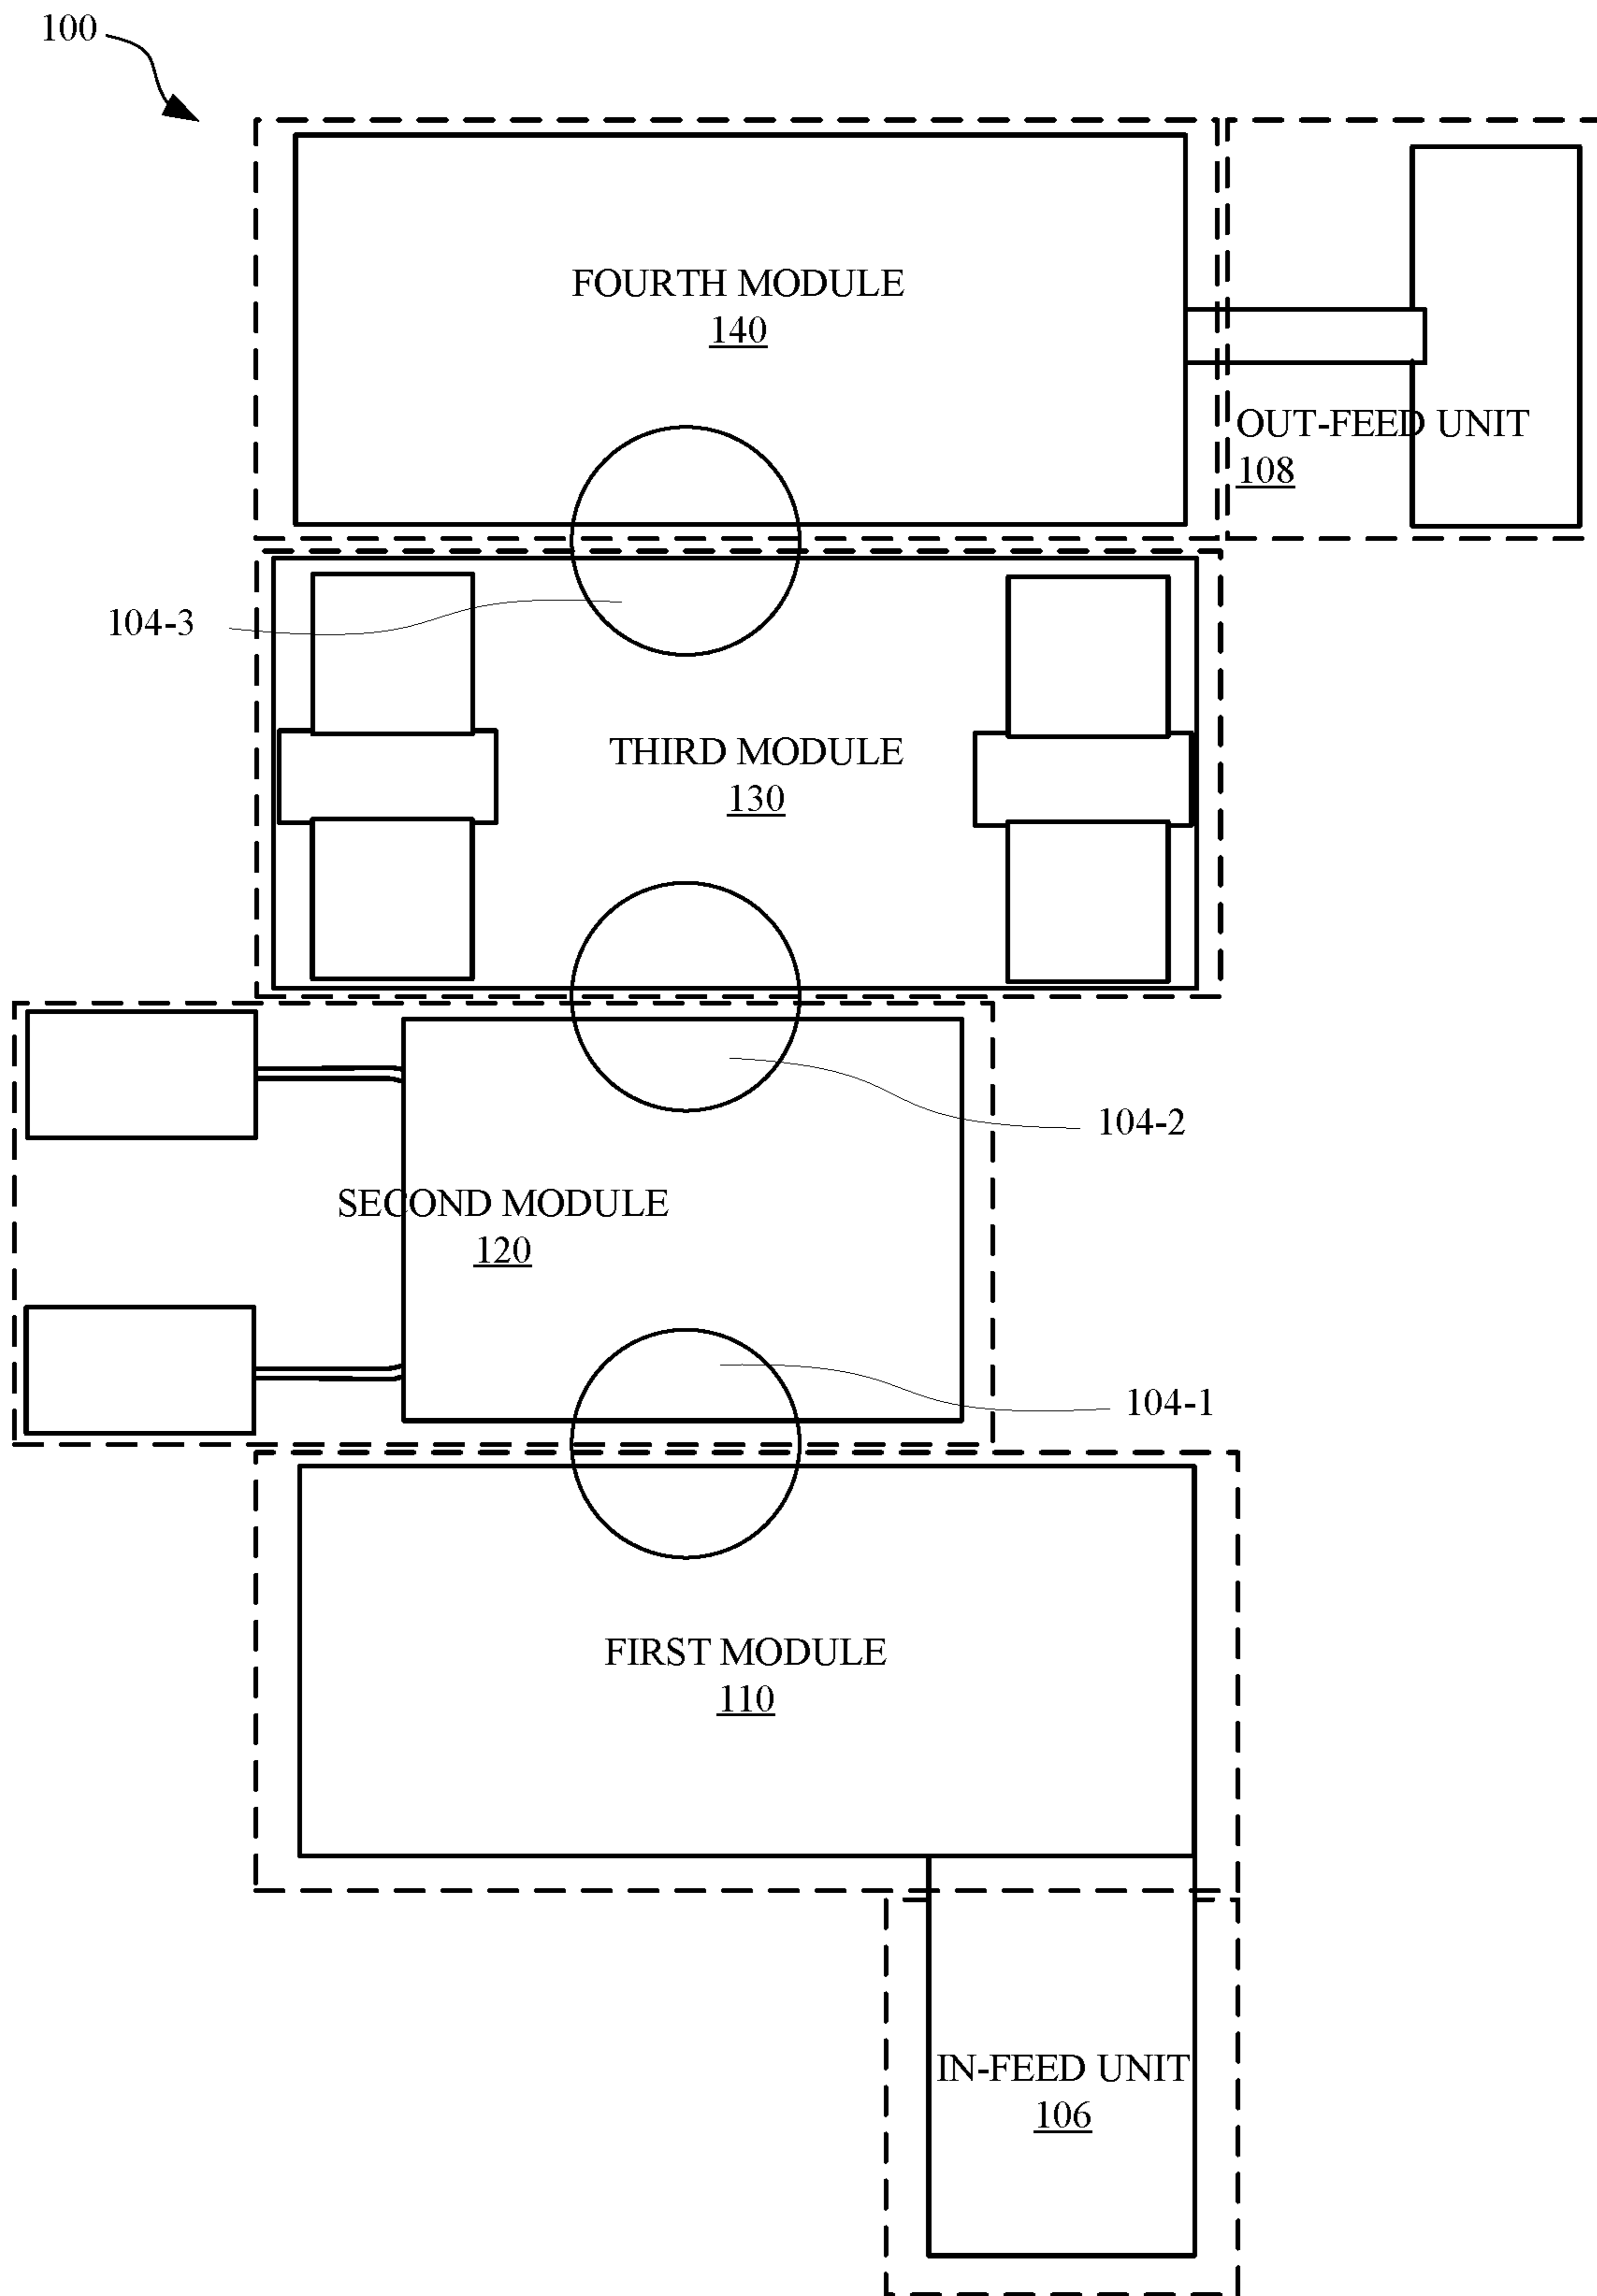 100
FOURTH MODULE
140
OUT-FEED UNIT
108
104-3
THIRD MODULE
130
104-2
SECOND MODULE
120
104-1
FIRST MODULE
110
IN-FEED UNIT
106